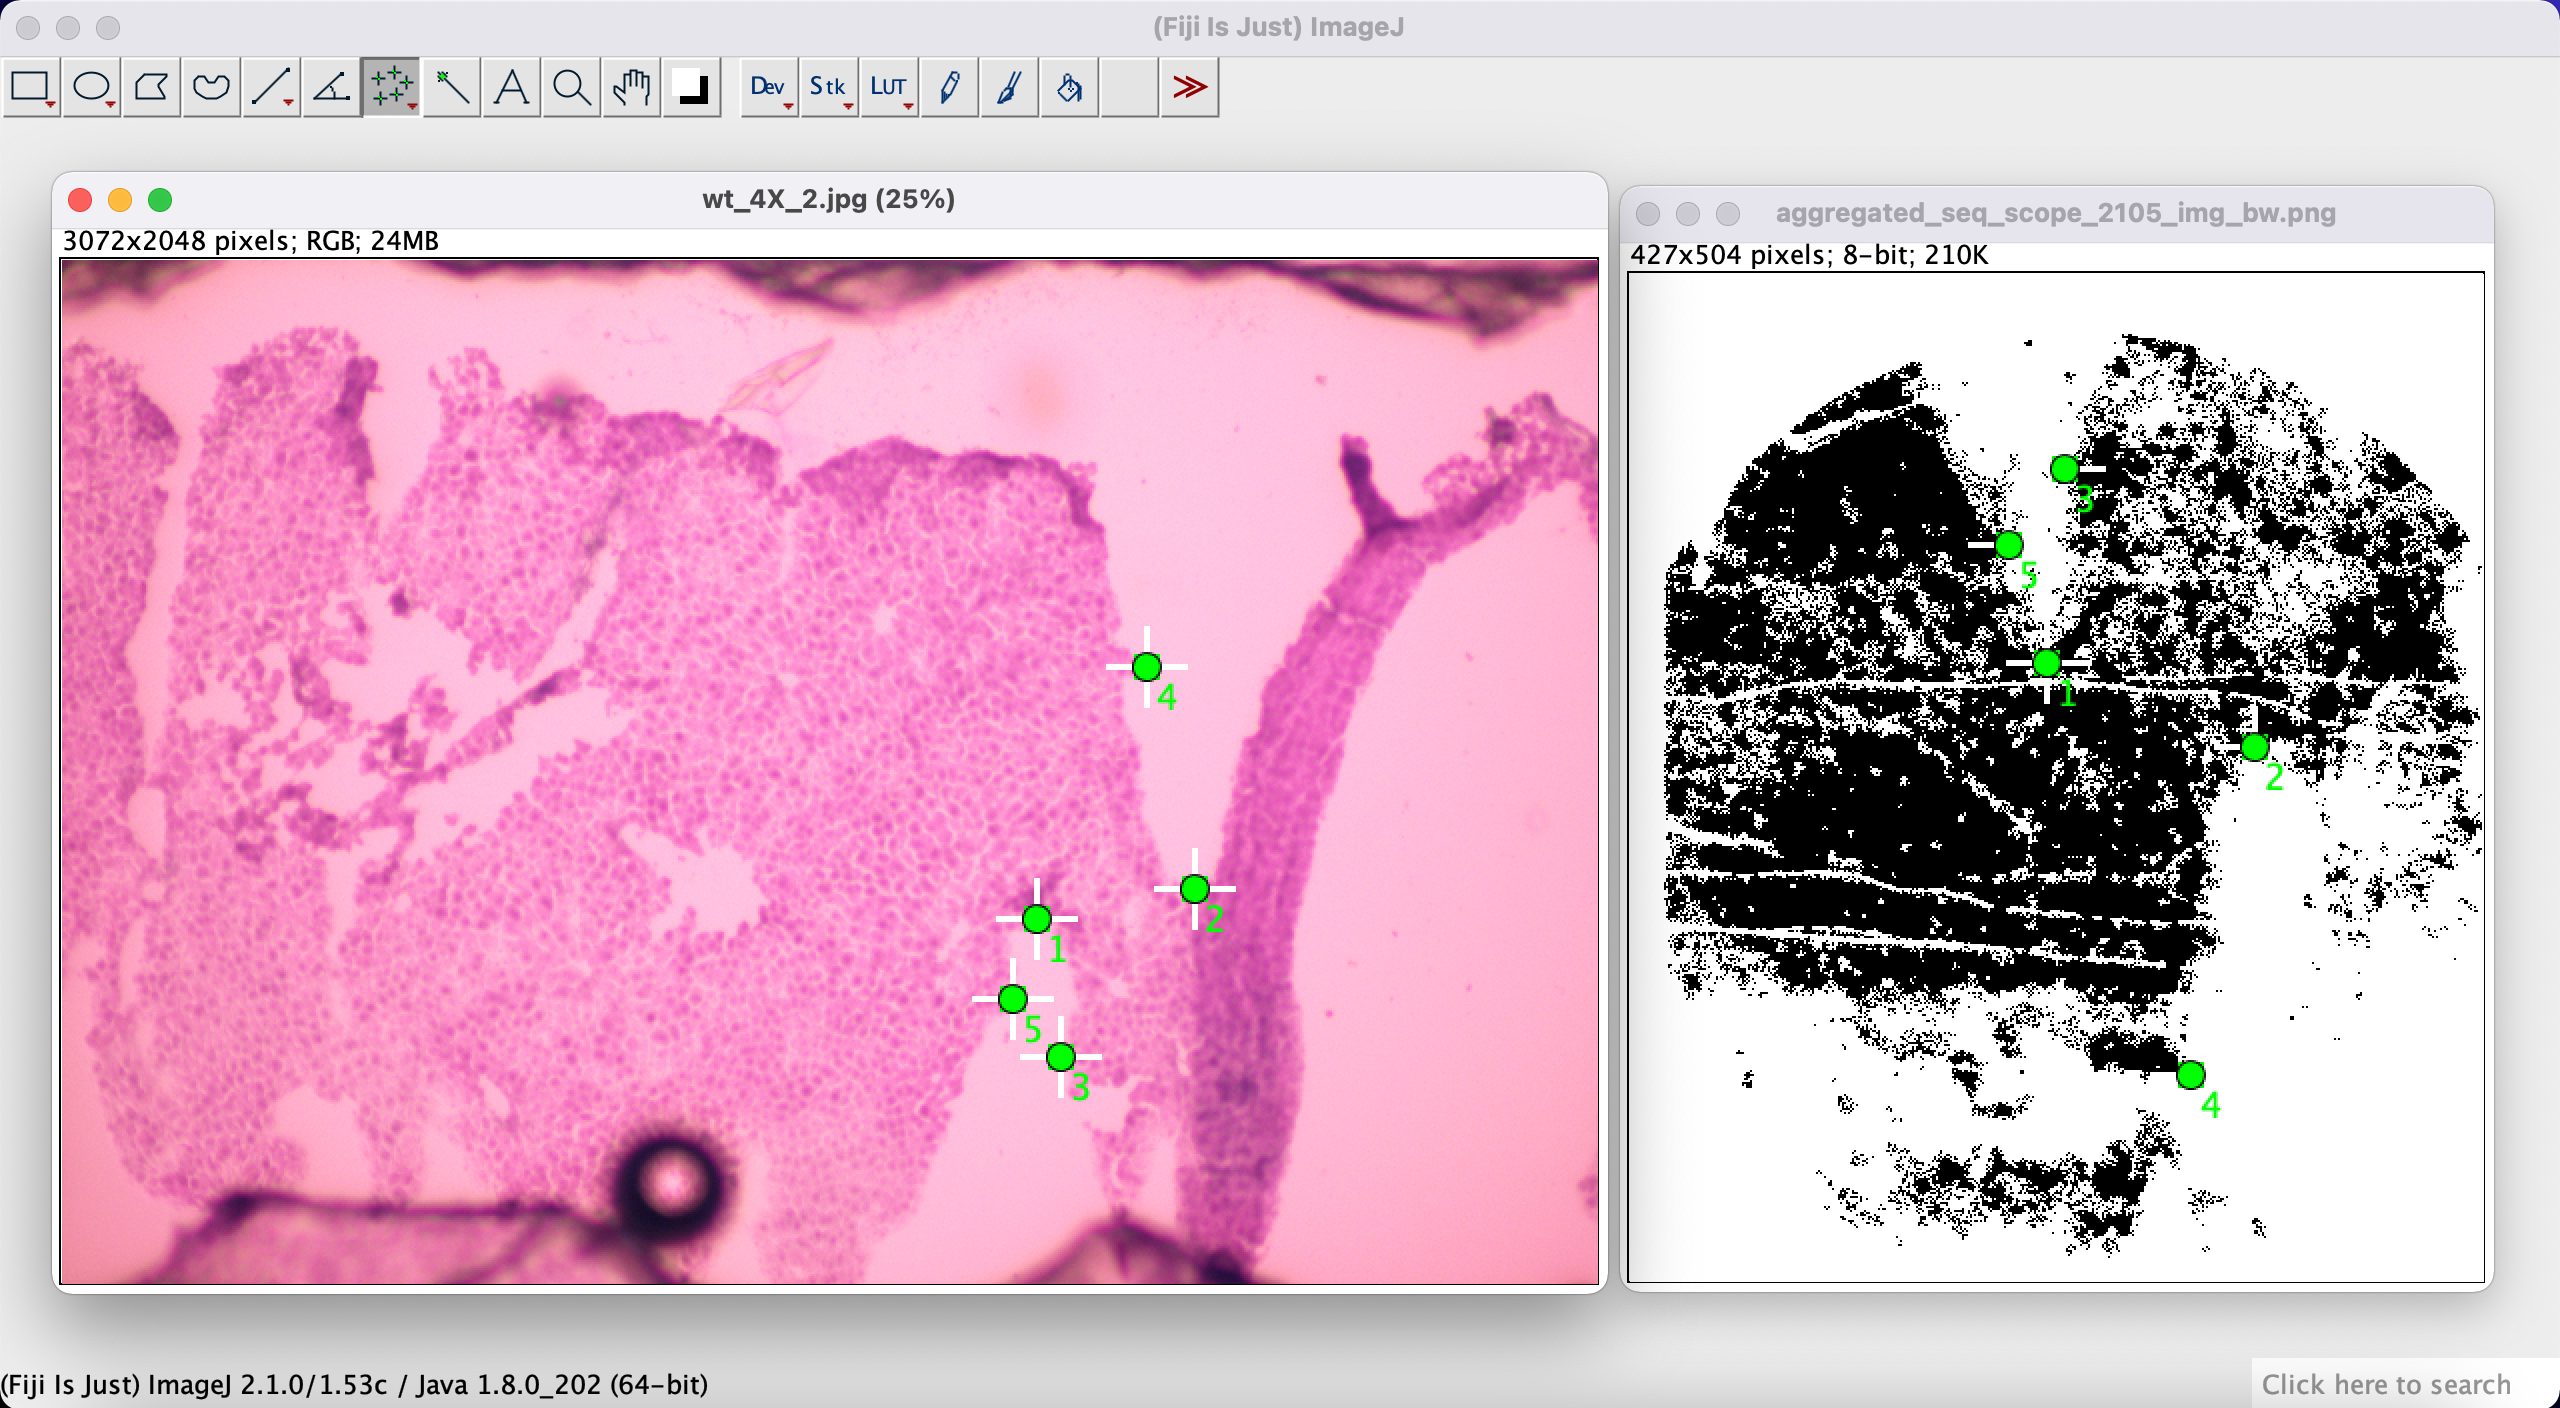 (Fiji Is Just) ImageJ
Dev Stk LUT
wt_4X_2.jpg (25%)
3072x2048 pixels; RGB; 24MB
4
2
1
5
3
aggregated_seq_scope_2105_img_bw.png
427x504 pixels; 8-bit; 210K
3
5
1
2
4
(Fiji Is Just) ImageJ 2.1.0/1.53c / Java 1.8.0_202 (64-bit)
Click here to search